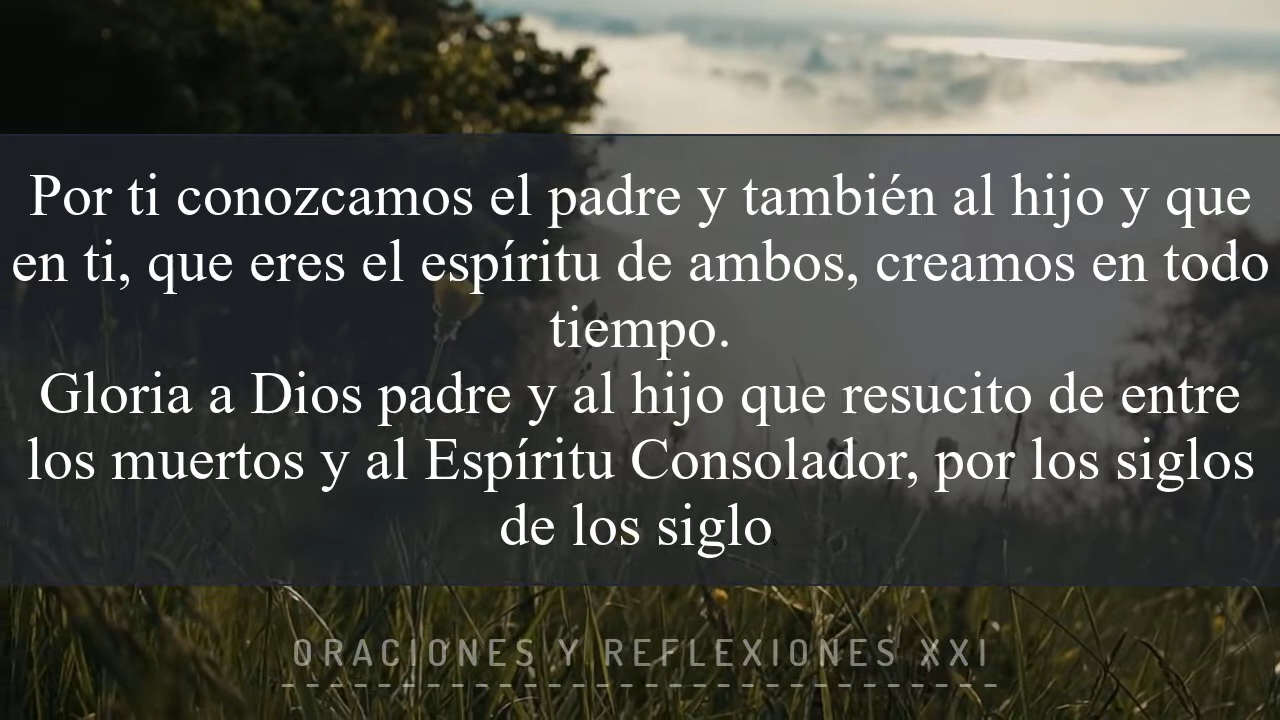 Por ti conozcamos el padre y también al hijo y que
en ti, que eres el espíritu de ambos, creamos en todo
tiempo.
Gloria a Dios padre y al hijo que resucito de entre
los muertos y al Espíritu Consolador, por los siglos
de los siglo
ORACIONES Y REFLEXIONES XXI